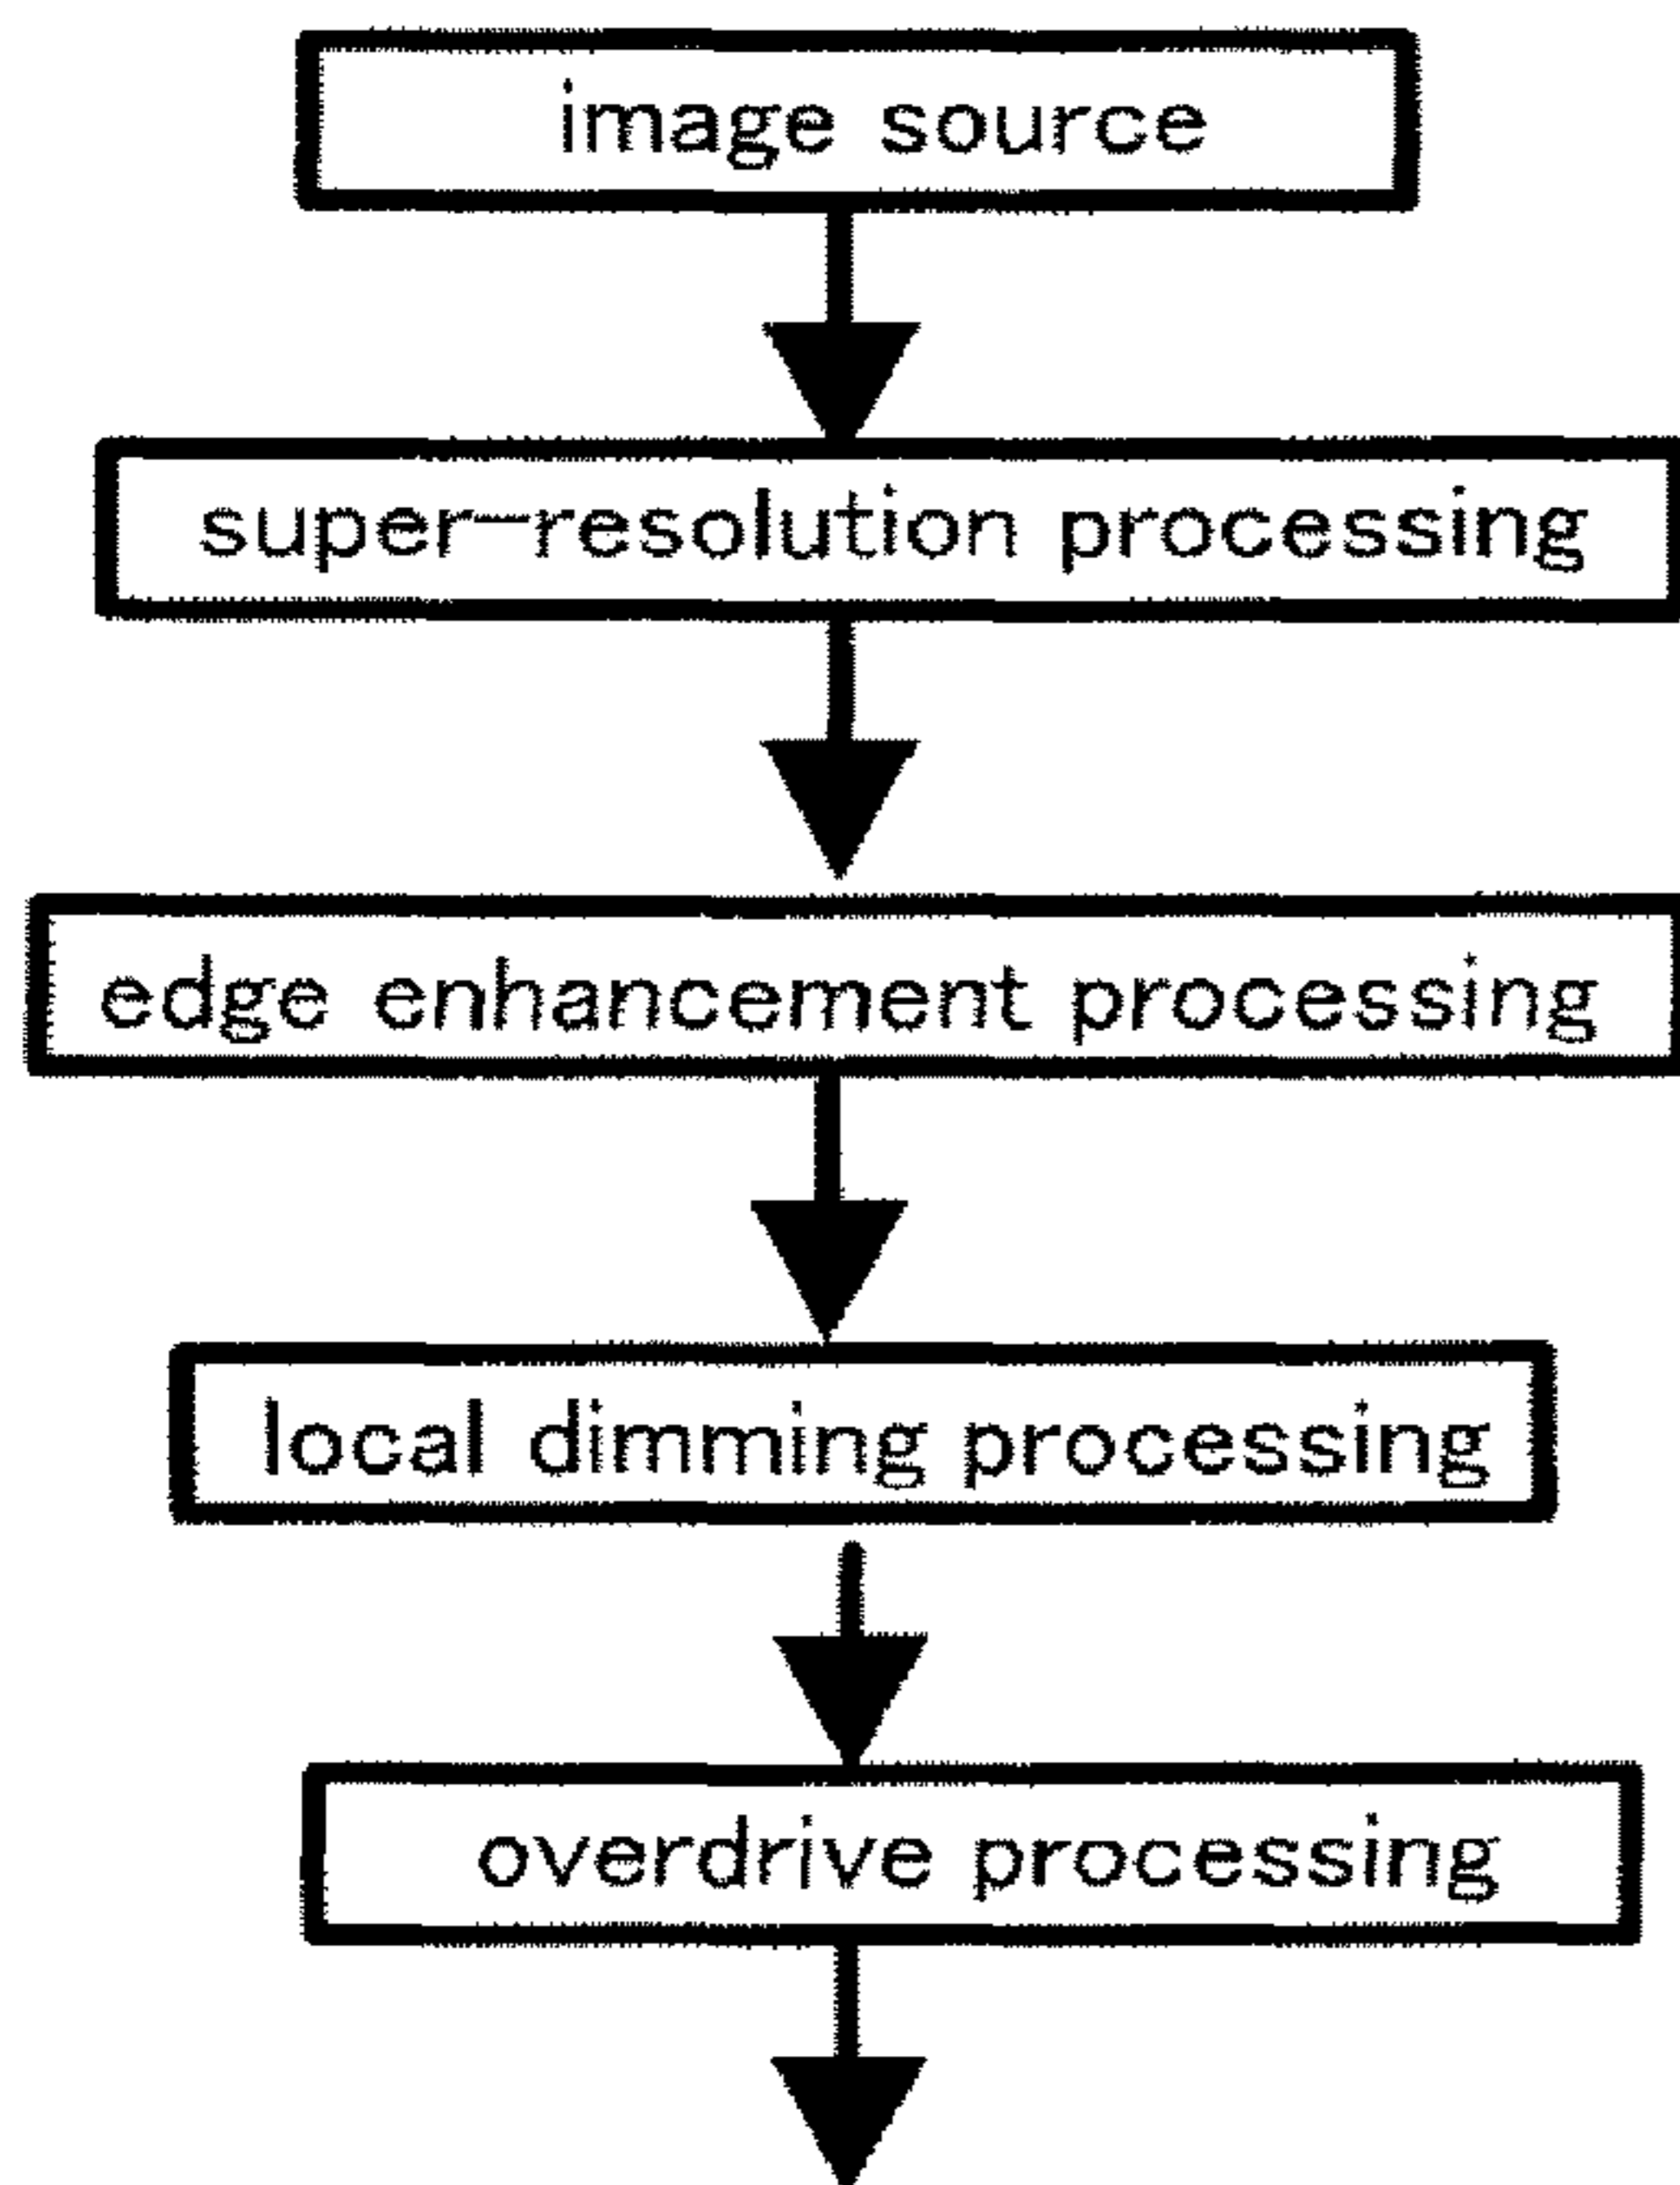 image source
super-resolution processing
edge enhancement processing
local dimming processing
overdrive processing